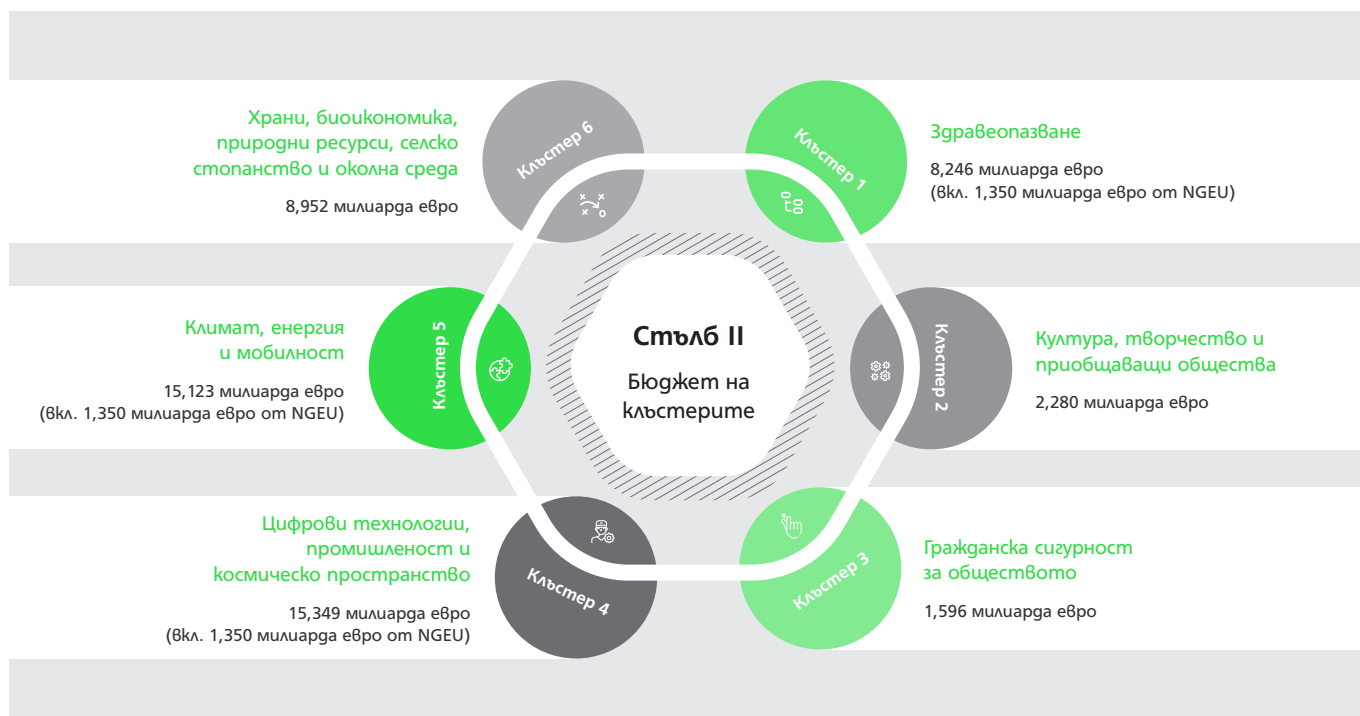 Стълб II
Бюджет на
клъстерите
Клъстер 1
Здравеопазване
8,246 милиарда евро
(вкл. 1,350 милиарда евро от NGEU)
Клъстер 2
Култура, творчество и
приобщаващи общества
2,280 милиарда евро
Клъстер 3
Гражданска сигурност
за обществото
1,596 милиарда евро
Клъстер 4
Цифрови технологии,
промишленост и
космическо пространство
15,349 милиарда евро
(вкл. 1,350 милиарда евро от NGEU)
Клъстер 5
Климат, енергия
и мобилност
15,123 милиарда евро
(вкл. 1,350 милиарда евро от NGEU)
Клъстер 6
Храни, биоикономика,
природни ресурси, селско
стопанство и околна среда
8,952 милиарда евро